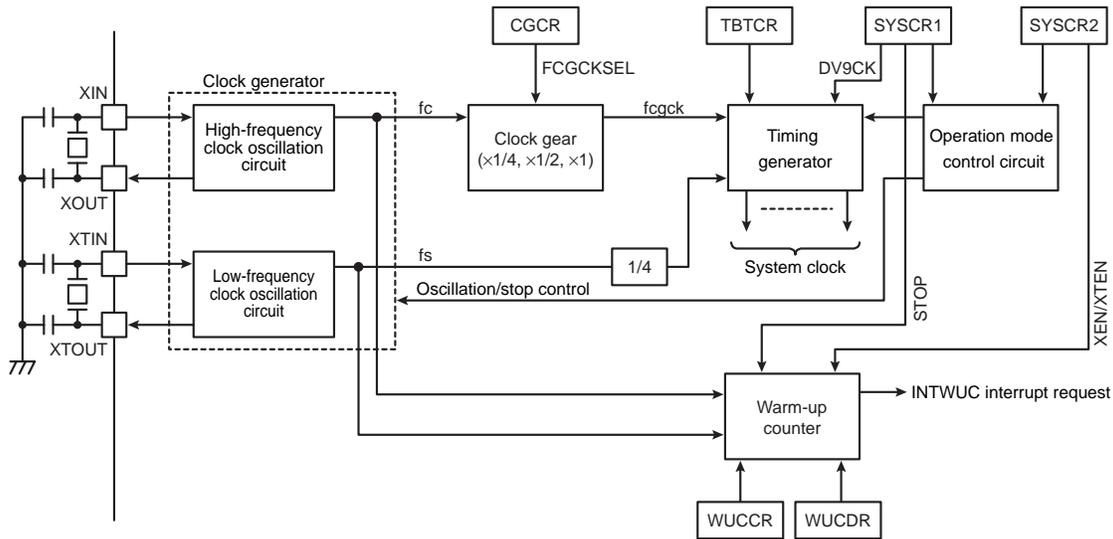 CGCR
TBTCR
SYSCR1
SYSCR2
FCGCKSEL
DV9CK
Clock generator
XIN
High-frequency
clock oscillation
circuit
fc
Clock gear
(×1/4, ×1/2, ×1)
fcgck
Timing
generator
Operation mode
control circuit
XOUT
XTIN
Low-frequency
clock oscillation
circuit
fs
1/4
System clock
Oscillation/stop control
STOP
XEN/XTEN
XTOUT
Warm-up
counter
INTWUC interrupt request
WUCCR
WUCDR